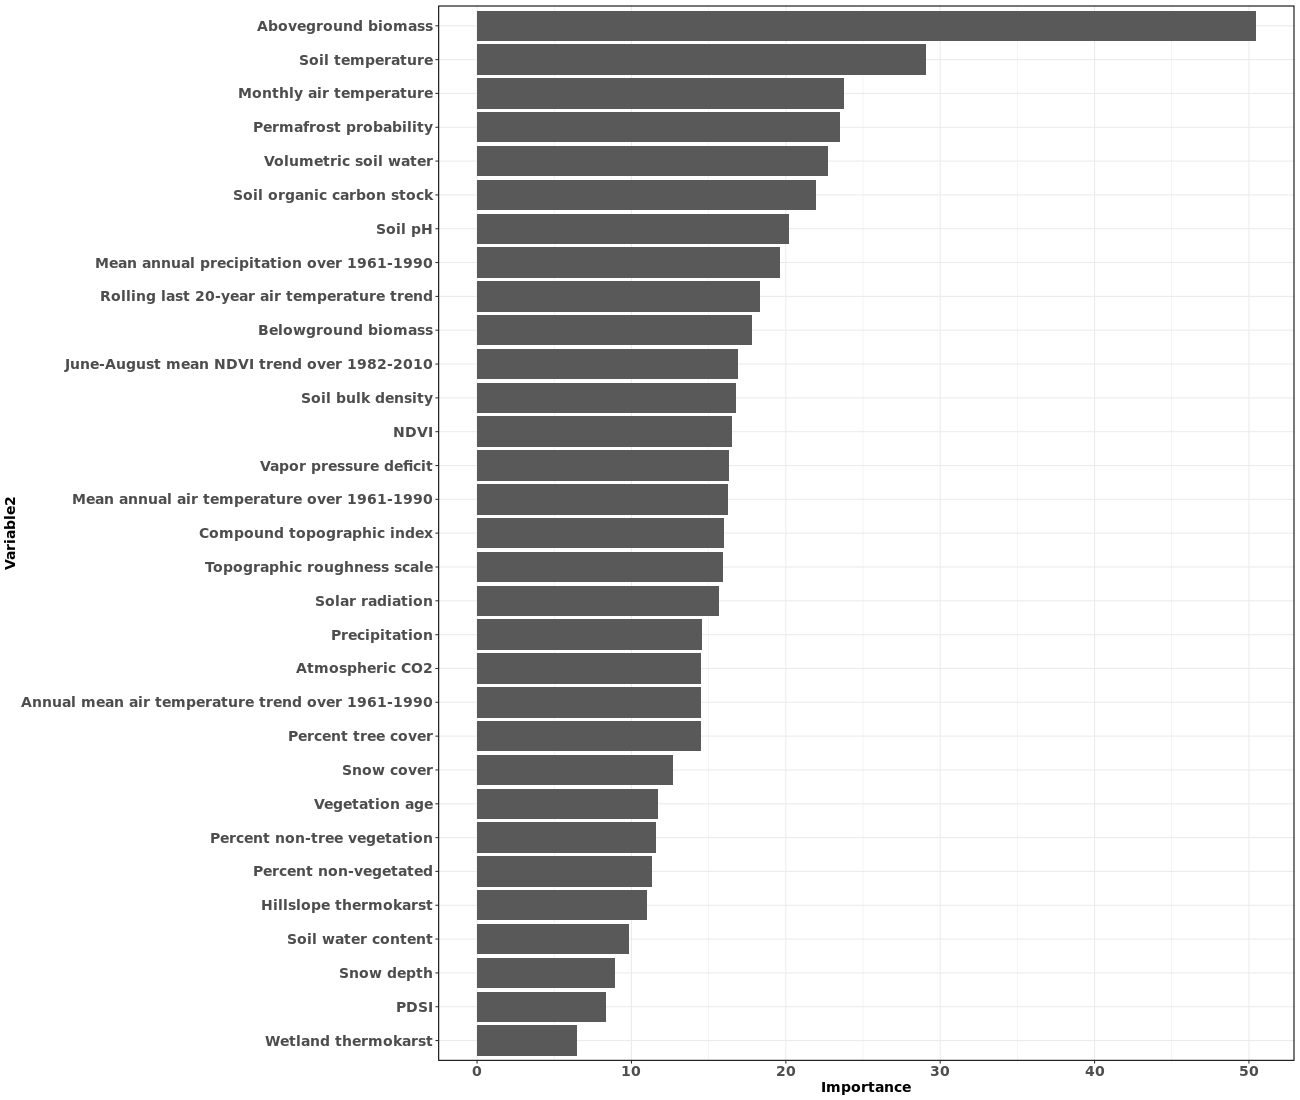 Aboveground biomass
Soil temperature
Monthly air temperature
Permafrost probability
Volumetric soil water
Soil organic carbon stock
Soil pH
Mean annual precipitation over 1961-1990
Rolling last 20-year air temperature trend
Belowground biomass
June-August mean NDVI trend over 1982-2010
Soil bulk density
NDVI
Vapor pressure deficit
Mean annual air temperature over 1961-1990
Compound topographic index
Topographic roughness scale
Solar radiation
Precipitation
Atmospheric CO2
Annual mean air temperature trend over 1961-1990
Percent tree cover
Snow cover
Vegetation age
Percent non-tree vegetation
Percent non-vegetated
Hillslope thermokarst
Soil water content
Snow depth
PDSI
Wetland thermokarst
Variable2
0 10 20 30 40 50
Importance